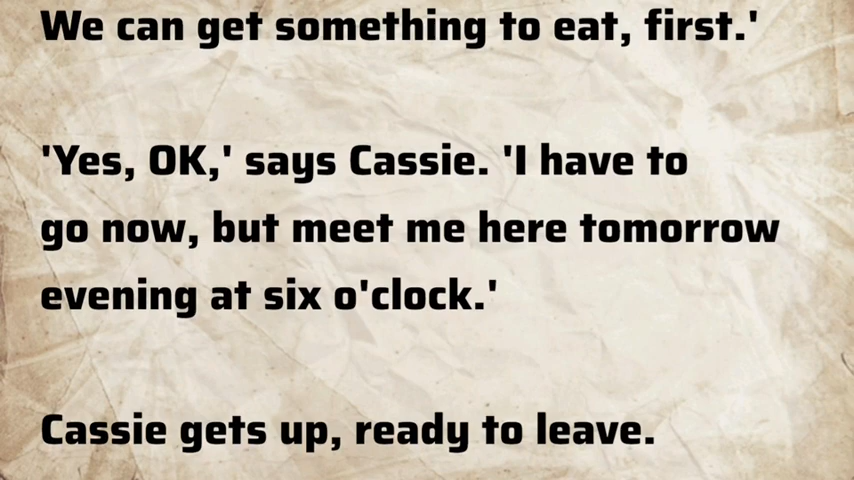 We can get something to eat, first.'
'Yes, OK,' says Cassie. 'I have to
go now, but meet me here tomorrow
evening at six o'clock.'
Cassie gets up, ready to leave.